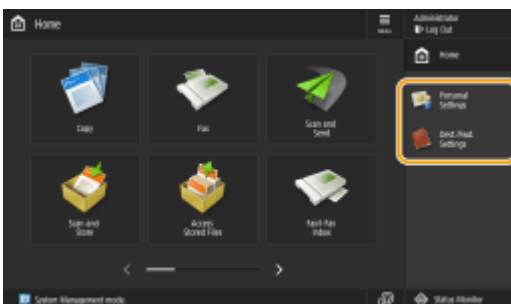 Home
Menu
Administrator
Log Out
Home
Copy
Fax
Scan and
Send
Personal
Settings
Dest./Fwd.
Settings
Scan and
Store
Access
Stored Files
Fax/I-Fax
Inbox
System Management mode.
Status Monitor